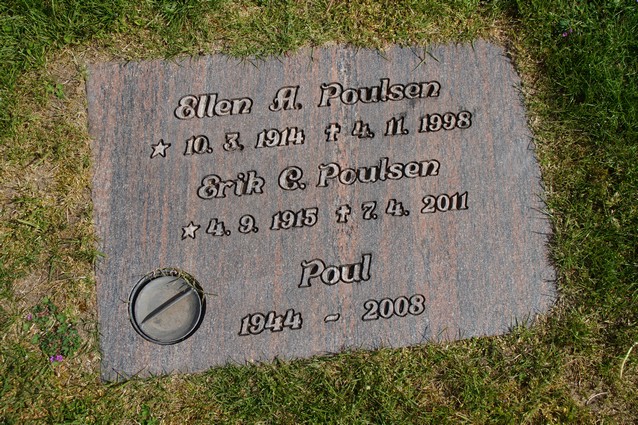 Ellen A. Poulsen
★ 10. 3. 1914 ✝ 4. 11. 1998
Erik C. Poulsen
★ 4. 9. 1915 ✝ 7. 4. 2011
Poul
1944 - 2008